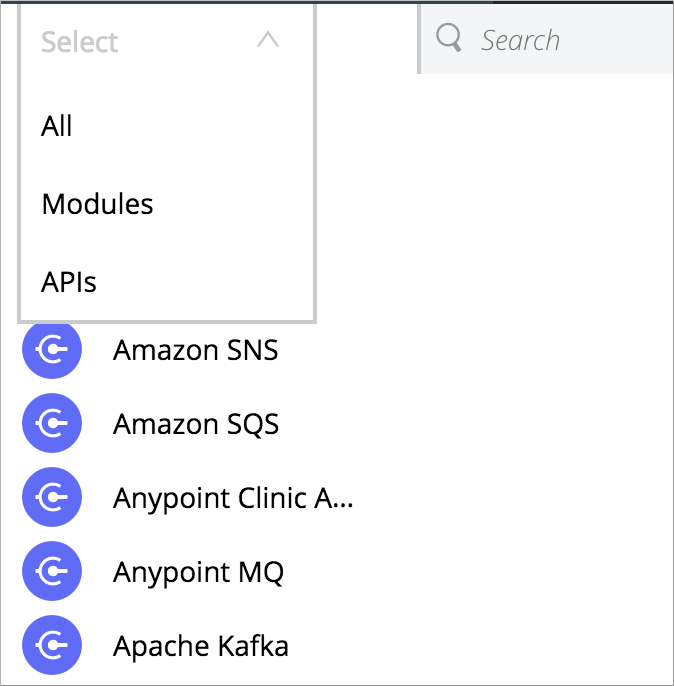 Select
Search
All
Modules
APIs
Amazon SNS
Amazon SQS
Anypoint Clinic A...
Anypoint MQ
Apache Kafka